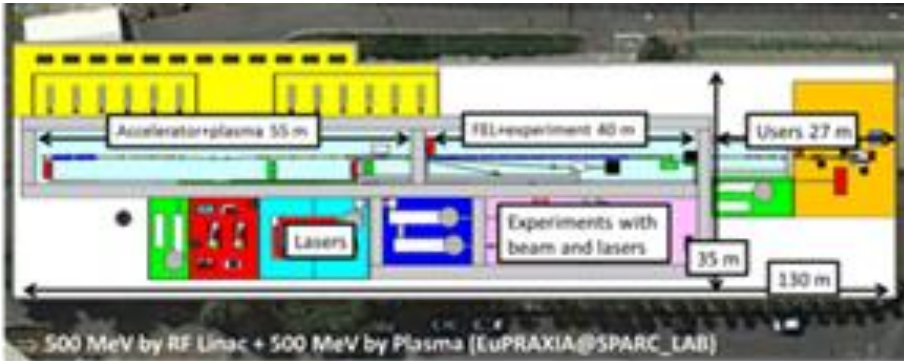 Accelerator+plasma 55 m
FEL+experiment 40 m
Users 27 m
Lasers
Experiments with
beam and lasers
35 m
130 m
⇒ 500 MeV by RF Linac + 500 MeV by Plasma (EuPRAXIA@SPARC_LAB)